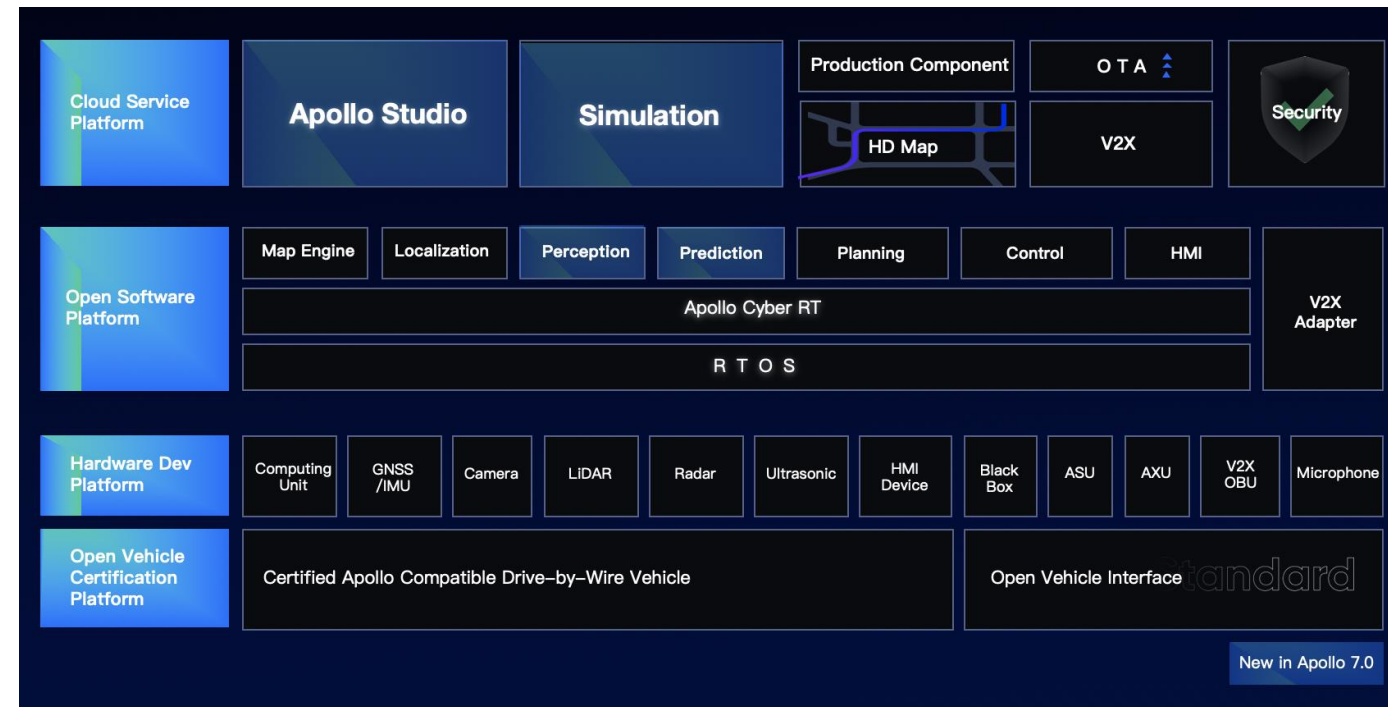 Cloud Service
Platform
Apollo Studio
Simulation
Production Component
HD Map
O T A
V2X
Security
Open Software
Platform
Map Engine
Localization
Perception
Prediction
Planning
Control
HMI
Apollo Cyber RT
R T O S
V2X
Adapter
Hardware Dev
Platform
Computing
Unit
GNSS
/IMU
Camera
LiDAR
Radar
Ultrasonic
HMI
Device
Black
Box
ASU
AXU
V2X
OBU
Microphone
Open Vehicle
Certification
Platform
Certified Apollo Compatible Drive–by–Wire Vehicle
Open Vehicle Interface
Standard
New in Apollo 7.0